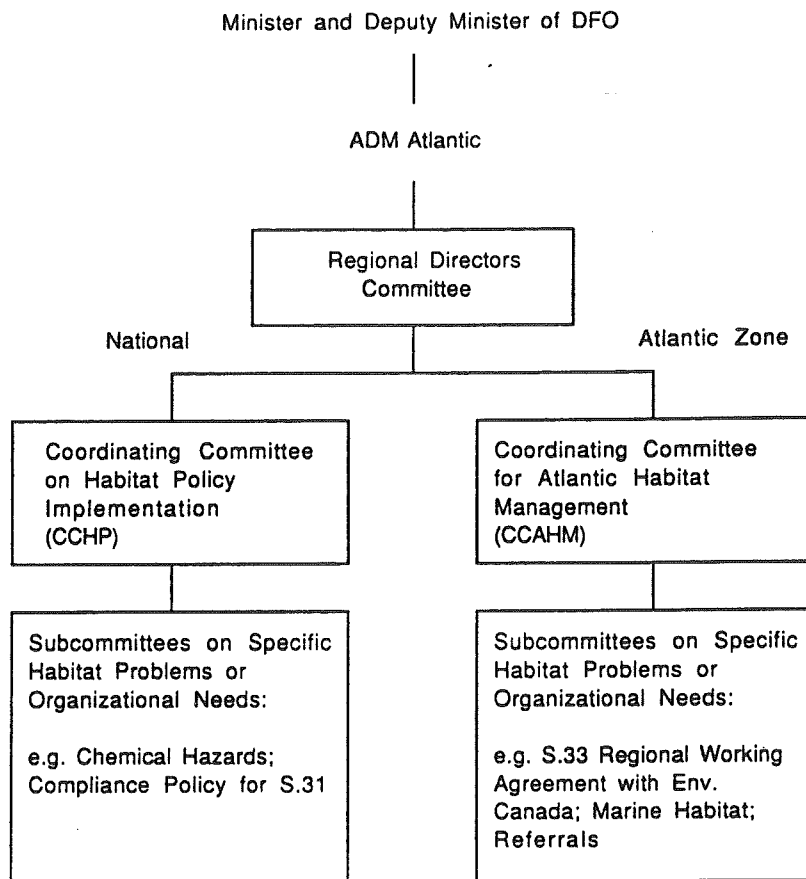 Minister and Deputy Minister of DFO
ADM Atlantic
Regional Directors
Committee
National
Atlantic Zone
Coordinating Committee
on Habitat Policy
Implementation
(CCHP)
Coordinating Committee
for Atlantic Habitat
Management
(CCAHM)
Subcommittees on Specific
Habitat Problems or
Organizational Needs:
e.g. Chemical Hazards;
Compliance Policy for S.31
Subcommittees on Specific
Habitat Problems or
Organizational Needs:
e.g. S.33 Regional Working
Agreement with Env.
Canada; Marine Habitat;
Referrals